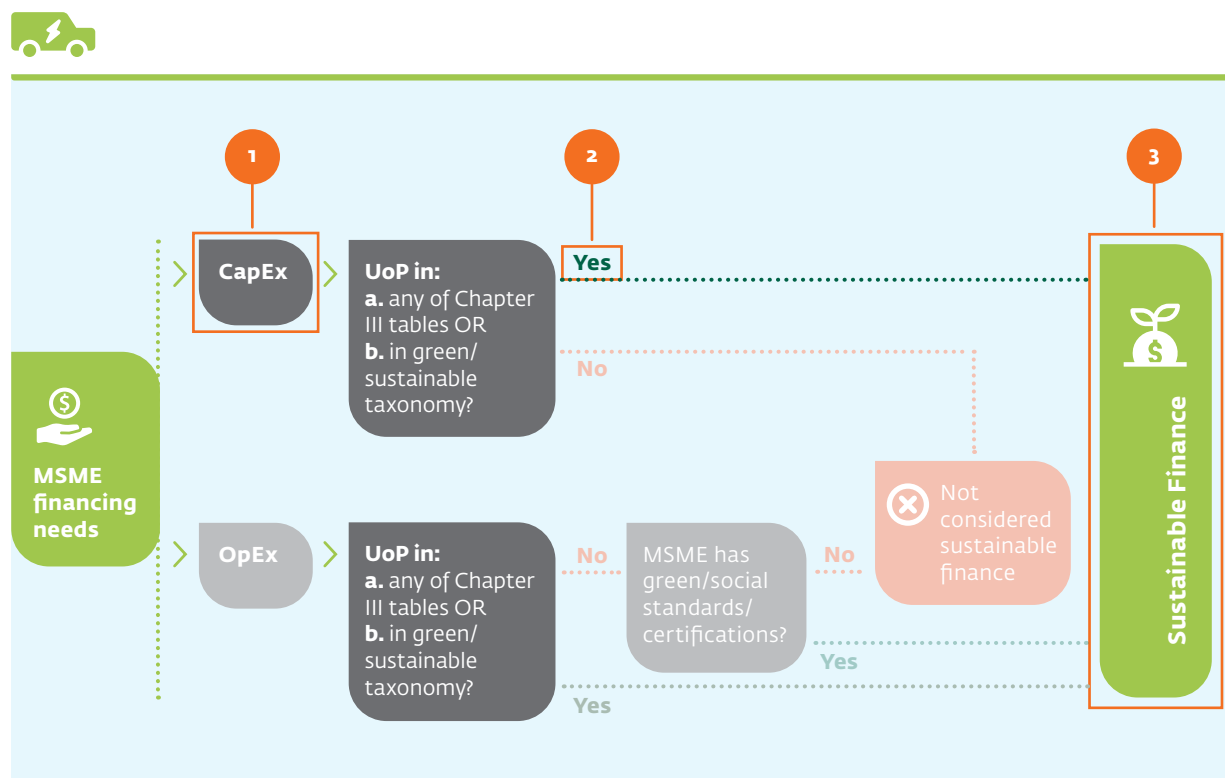 1
2
3
CapEx
UoP in:
a. any of Chapter
III tables OR
b. in green/
sustainable
taxonomy?
Yes
No
$
MSME
financing
needs
OpEx
UoP in:
a. any of Chapter
III tables OR
b. in green/
sustainable
taxonomy?
No
MSME has
green/social
standards/
certifications?
No
Not
considered
sustainable
finance
Yes
Yes
$
Sustainable Finance